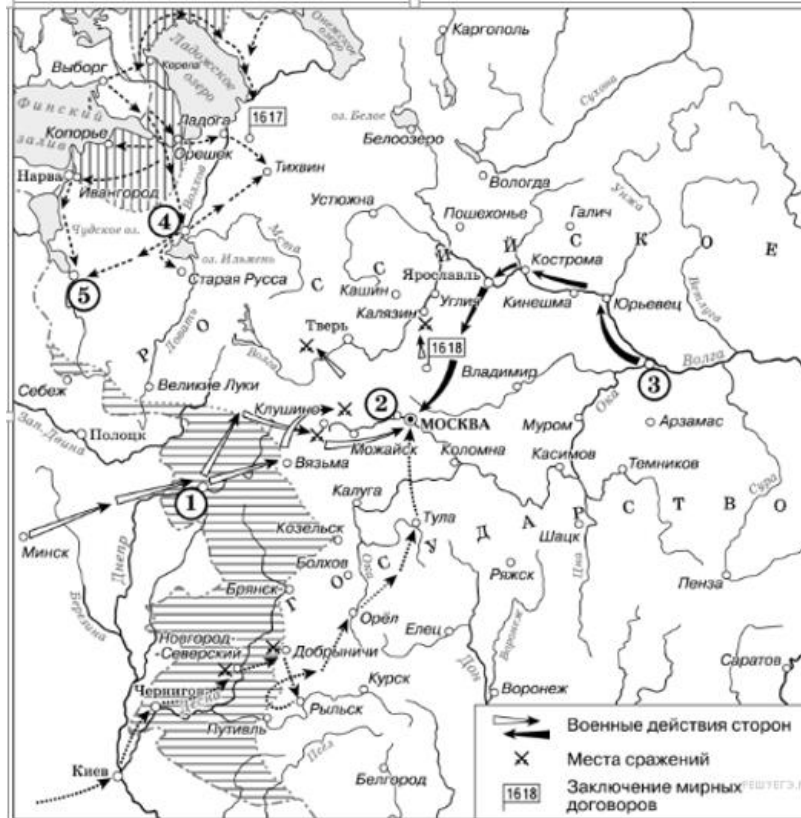 Онежское озеро
Ладожское озеро
Каргополь
Выборг
Корела
Сухона
Финский залив
1617
оз. Белое
Копорье
Ладога
Белоозеро
Орешек
Тихвин
Нарва
Ивангород
Волхов
Вологда
Унжа
Устюжна
Пошехонье
Галич
4
Чудское оз.
оз. Ильмень
Мста
Р О С С И Й С К О Е
Кострома
Ярославль
5
Старая Русса
Кашин
Углич
Кинешма
Юрьевец
Ветлуга
Калязин
Ловать
Тверь
1618
Волга
Волга
Владимир
3
Себеж
Великие Луки
Ока
Клушино
2
МОСКВА
Муром
Арзамас
Зап. Двина
Полоцк
Можайск
Коломна
Касимов
Вязьма
Темников
Сура
1
Калуга
Г О С У Д А Р С Т В О
Тула
Минск
Днепр
Козельск
Шацк
Болхов
Ока
Цна
Ряжск
Пенза
Березина
Брянск
Орёл
Елец
Воронеж
Новгород
-Северский
Добрыничи
Дон
Саратов
Курск
Чернигов
Десна
Рыльск
Воронеж
Путивль
Псёл
Киев
Белгород
Военные действия сторон
Места сражений
1618
Заключение мирных
договоров